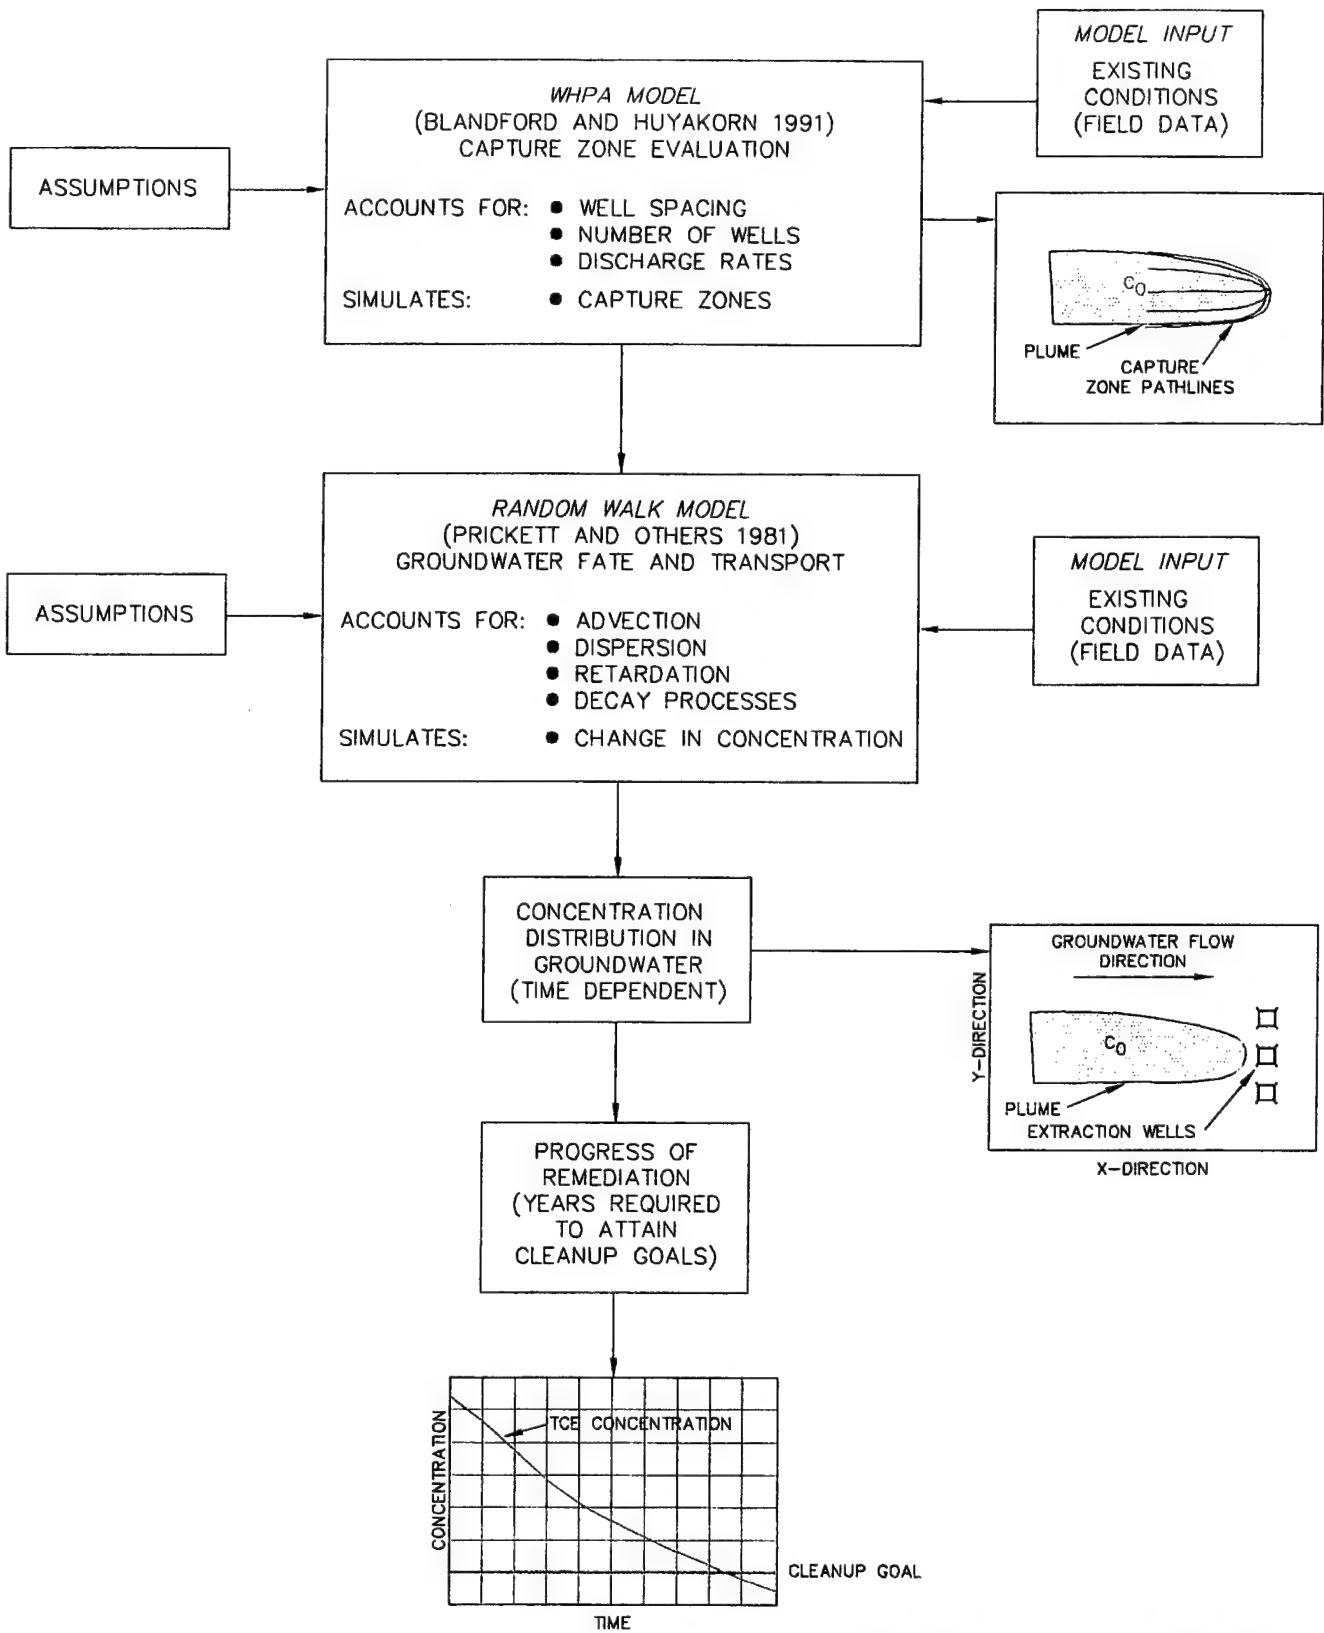 MODEL INPUT
EXISTING
CONDITIONS
(FIELD DATA)
WHPA MODEL
(BLANDFORD AND HUYAKORN 1991)
CAPTURE ZONE EVALUATION
ASSUMPTIONS
ACCOUNTS FOR: ● WELL SPACING
● NUMBER OF WELLS
● DISCHARGE RATES
SIMULATES: ● CAPTURE ZONES
C0
PLUME
CAPTURE
ZONE PATHLINES
RANDOM WALK MODEL
(PRICKETT AND OTHERS 1981)
GROUNDWATER FATE AND TRANSPORT
ASSUMPTIONS
ACCOUNTS FOR: ● ADVECTION
● DISPERSION
● RETARDATION
● DECAY PROCESSES
SIMULATES: ● CHANGE IN CONCENTRATION
MODEL INPUT
EXISTING
CONDITIONS
(FIELD DATA)
CONCENTRATION
DISTRIBUTION IN
GROUNDWATER
(TIME DEPENDENT)
GROUNDWATER FLOW
DIRECTION
Y-DIRECTION
C0
PLUME
EXTRACTION WELLS
X-DIRECTION
PROGRESS OF
REMEDIATION
(YEARS REQUIRED
TO ATTAIN
CLEANUP GOALS)
CONCENTRATION
TCE CONCENTRATION
CLEANUP GOAL
TIME